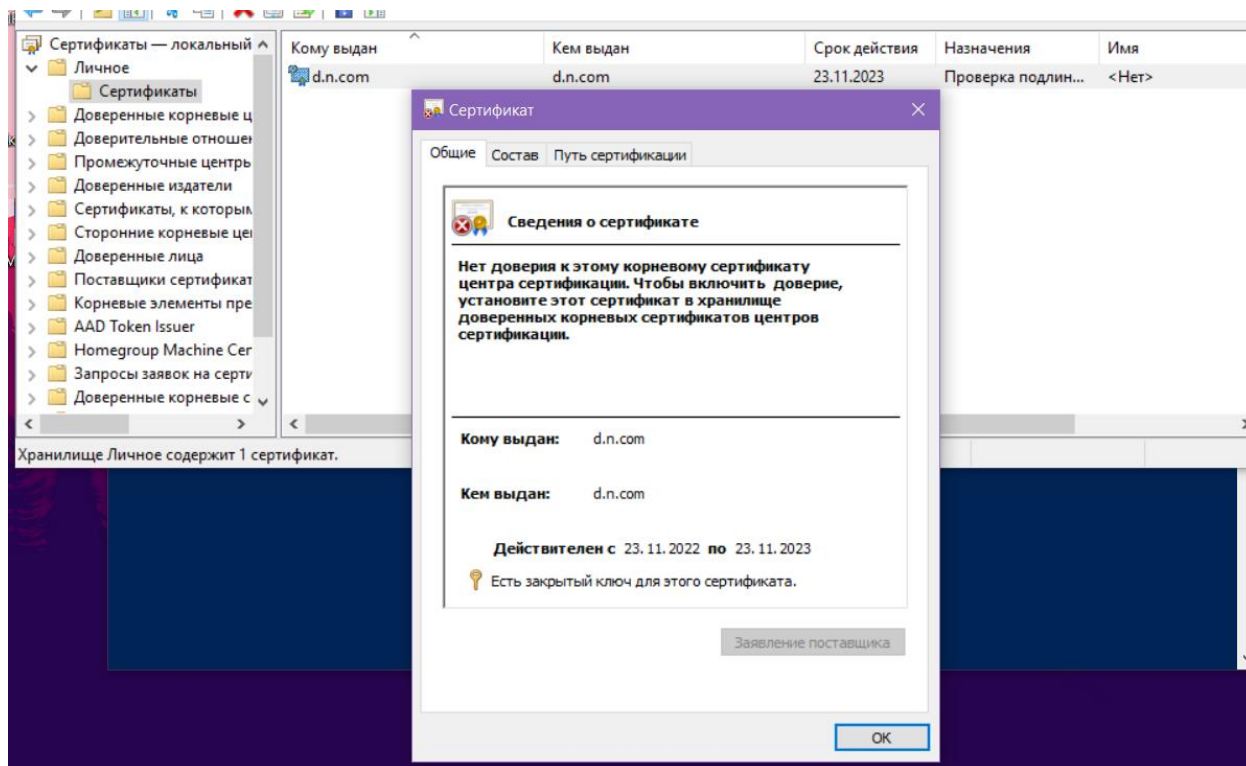 Сертификаты — локальный
Личное
Сертификаты
Доверенные корневые ц
Доверительные отношен
Промежуточные центры
Доверенные издатели
Сертификаты, к которым
Сторонние корневые цен
Доверенные лица
Поставщики сертификат
Корневые элементы пре
AAD Token Issuer
Homegroup Machine Cer
Запросы заявок на серти
Доверенные корневые с
Кому выдан Кем выдан Срок действия Назначения Имя
d.n.com d.n.com 23.11.2023 Проверка подлин... <Нет>
Хранилище Личное содержит 1 сертификат.
Сертификат
Общие Состав Путь сертификации
Сведения о сертификате
Нет доверия к этому корневому сертификату
центра сертификации. Чтобы включить доверие,
установите этот сертификат в хранилище
доверенных корневых сертификатов центров
сертификации.
Кому выдан: d.n.com
Кем выдан: d.n.com
Действителен с 23.11.2022 по 23.11.2023
Есть закрытый ключ для этого сертификата.
Заявление поставщика
ОК